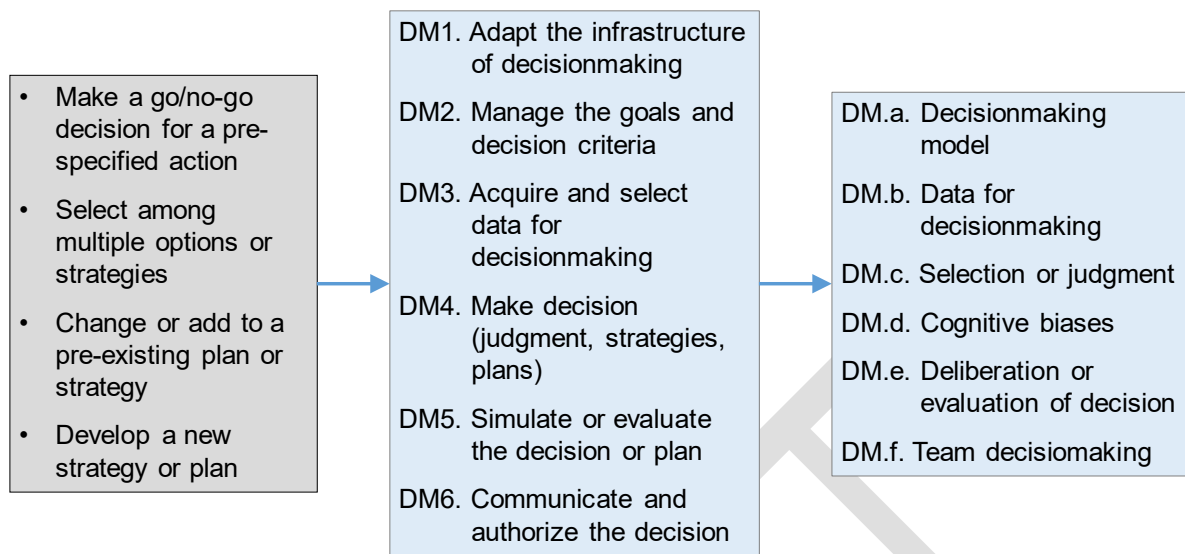 • Make a go/no-go
decision for a pre-
specified action
• Select among
multiple options or
strategies
• Change or add to a
pre-existing plan or
strategy
• Develop a new
strategy or plan
DM1. Adapt the infrastructure
of decisionmaking
DM2. Manage the goals and
decision criteria
DM3. Acquire and select
data for
decisionmaking
DM4. Make decision
(judgment, strategies,
plans)
DM5. Simulate or evaluate
the decision or plan
DM6. Communicate and
authorize the decision
DM.a. Decisionmaking
model
DM.b. Data for
decisionmaking
DM.c. Selection or judgment
DM.d. Cognitive biases
DM.e. Deliberation or
evaluation of decision
DM.f. Team decisiomaking